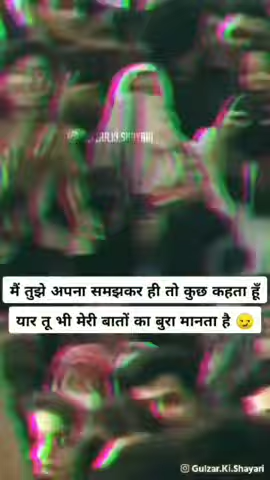 मैं तुझे अपना समझकर ही तो कुछ कहता हूँ
यार तू भी मेरी बातों का बुरा मानता है 😏
Gulzar.Ki.Shayari